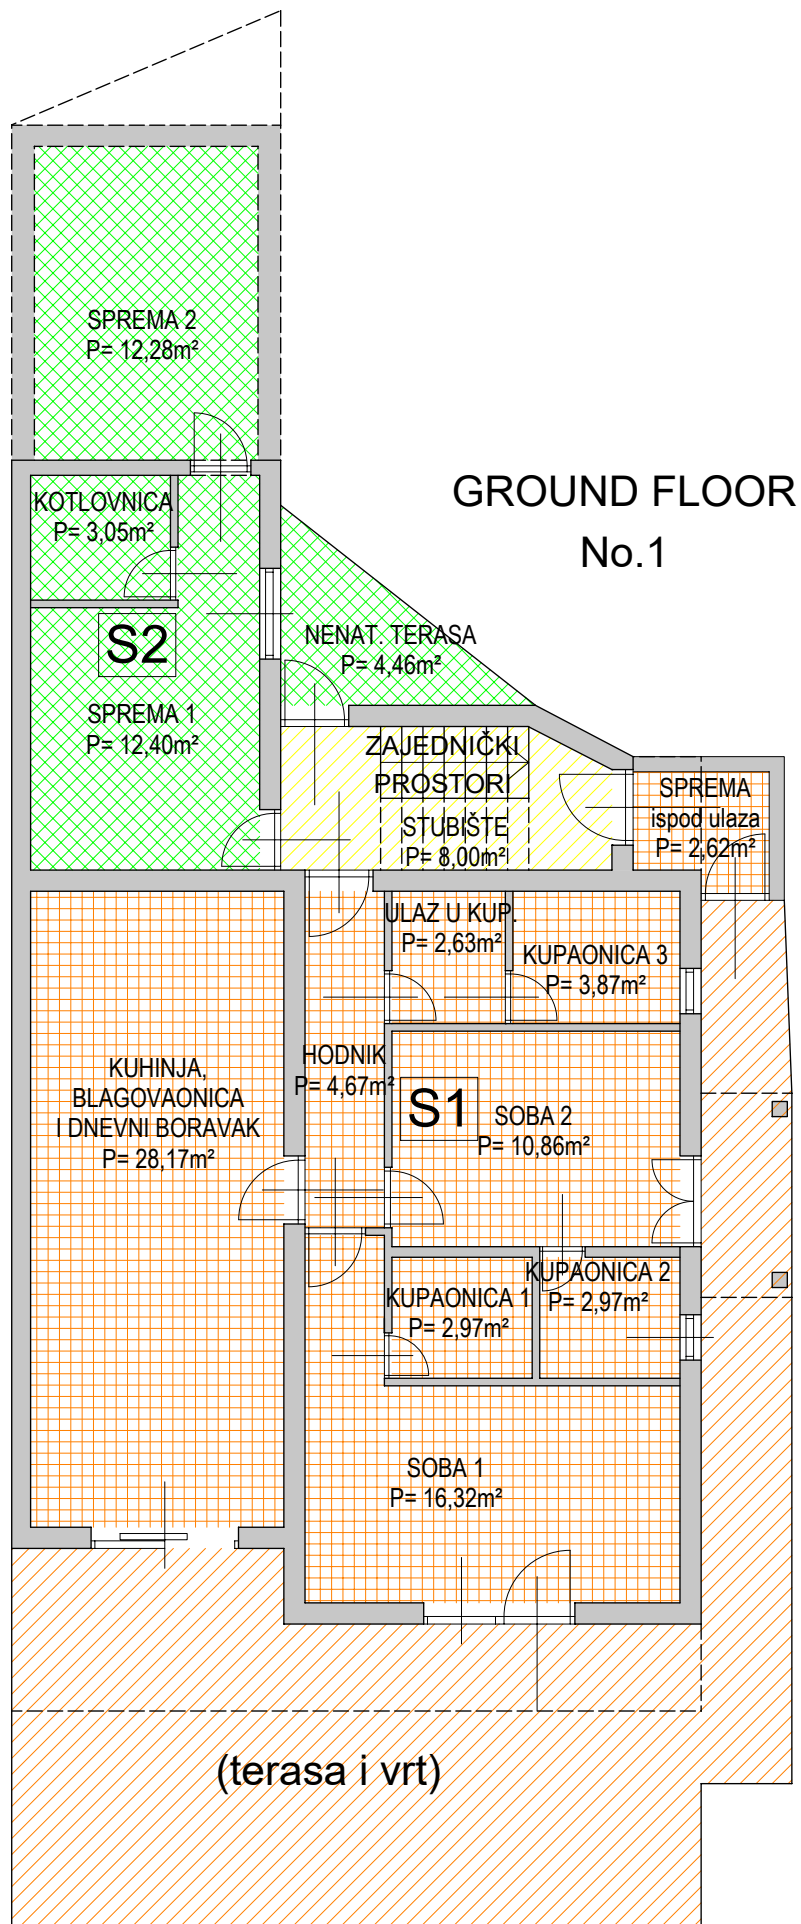 SPREMA 2
P= 12,28m²
GROUND FLOOR
No.1
KOTLOVNICA
P= 3,05m²
S2
NENAT. TERASA
P= 4,46m²
SPREMA 1
P= 12,40m²
ZAJEDNIČKI
PROSTORI
STUBIŠTE
P= 8,00m²
SPREMA
ispod ulaza
P= 2,62m²
ULAZ U KUP.
P= 2,63m²
KUPAONICA 3
P= 3,87m²
HODNIK
P= 4,67m²
KUHINJA,
BLAGOVAONICA
I DNEVNI BORAVAK
P= 28,17m²
S1
SOBA 2
P= 10,86m²
KUPAONICA 1
P= 2,97m²
KUPAONICA 2
P= 2,97m²
SOBA 1
P= 16,32m²
(terasa i vrt)